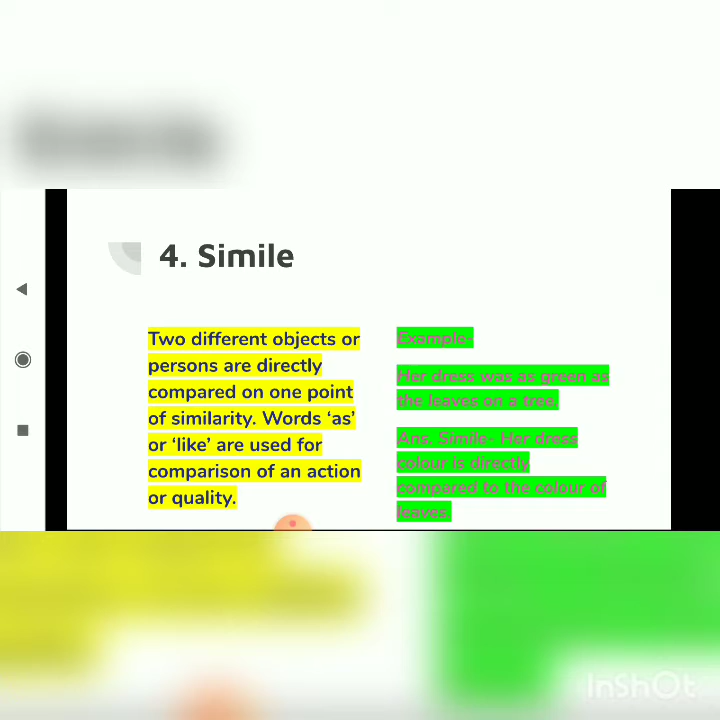 4. Simile
Two different objects or
persons are directly
compared on one point
of similarity. Words ‘as’
or ‘like’ are used for
comparison of an action
or quality.
Example-
Her dress was as green as
the leaves on a tree.
Ans. Simile- Her dress
colour is directly
compared to the colour of
leaves.
InShOt